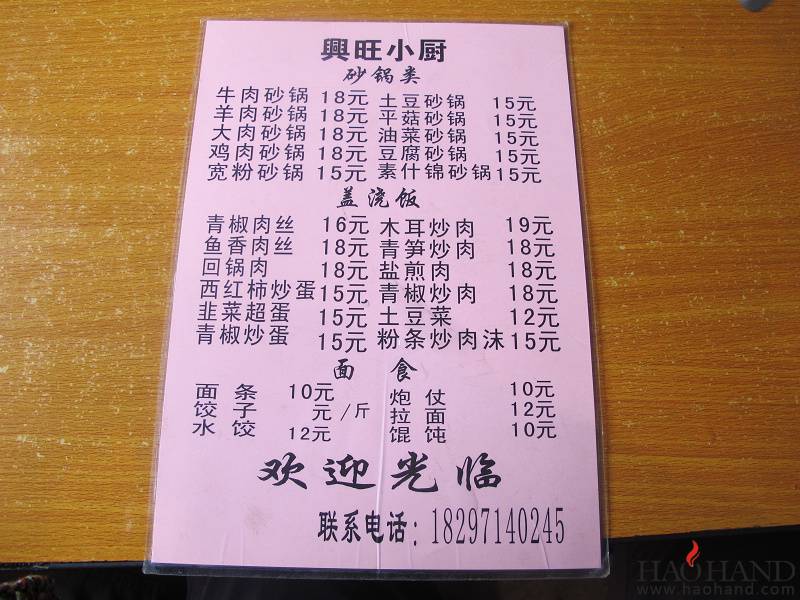 興旺小厨
砂锅类
牛肉砂锅 18元 土豆砂锅 15元
羊肉砂锅 18元 平菇砂锅 15元
大肉砂锅 18元 油菜砂锅 15元
鸡肉砂锅 18元 豆腐砂锅 15元
宽粉砂锅 15元 素什锦砂锅 15元
盖浇饭
青椒肉丝 16元 木耳炒肉 19元
鱼香肉丝 18元 青笋炒肉 18元
回锅肉 18元 盐煎肉 18元
西红柿炒蛋 15元 青椒炒肉 18元
韭菜超蛋 15元 土豆菜 12元
青椒炒蛋 15元 粉条炒肉沫 15元
面 食
面条 10元 炮仗 10元
饺子 元/斤 拉面 12元
水饺 12元 馄饨 10元
欢迎光临
联系电话：18297140245
HAOHAND
www.haohand.com